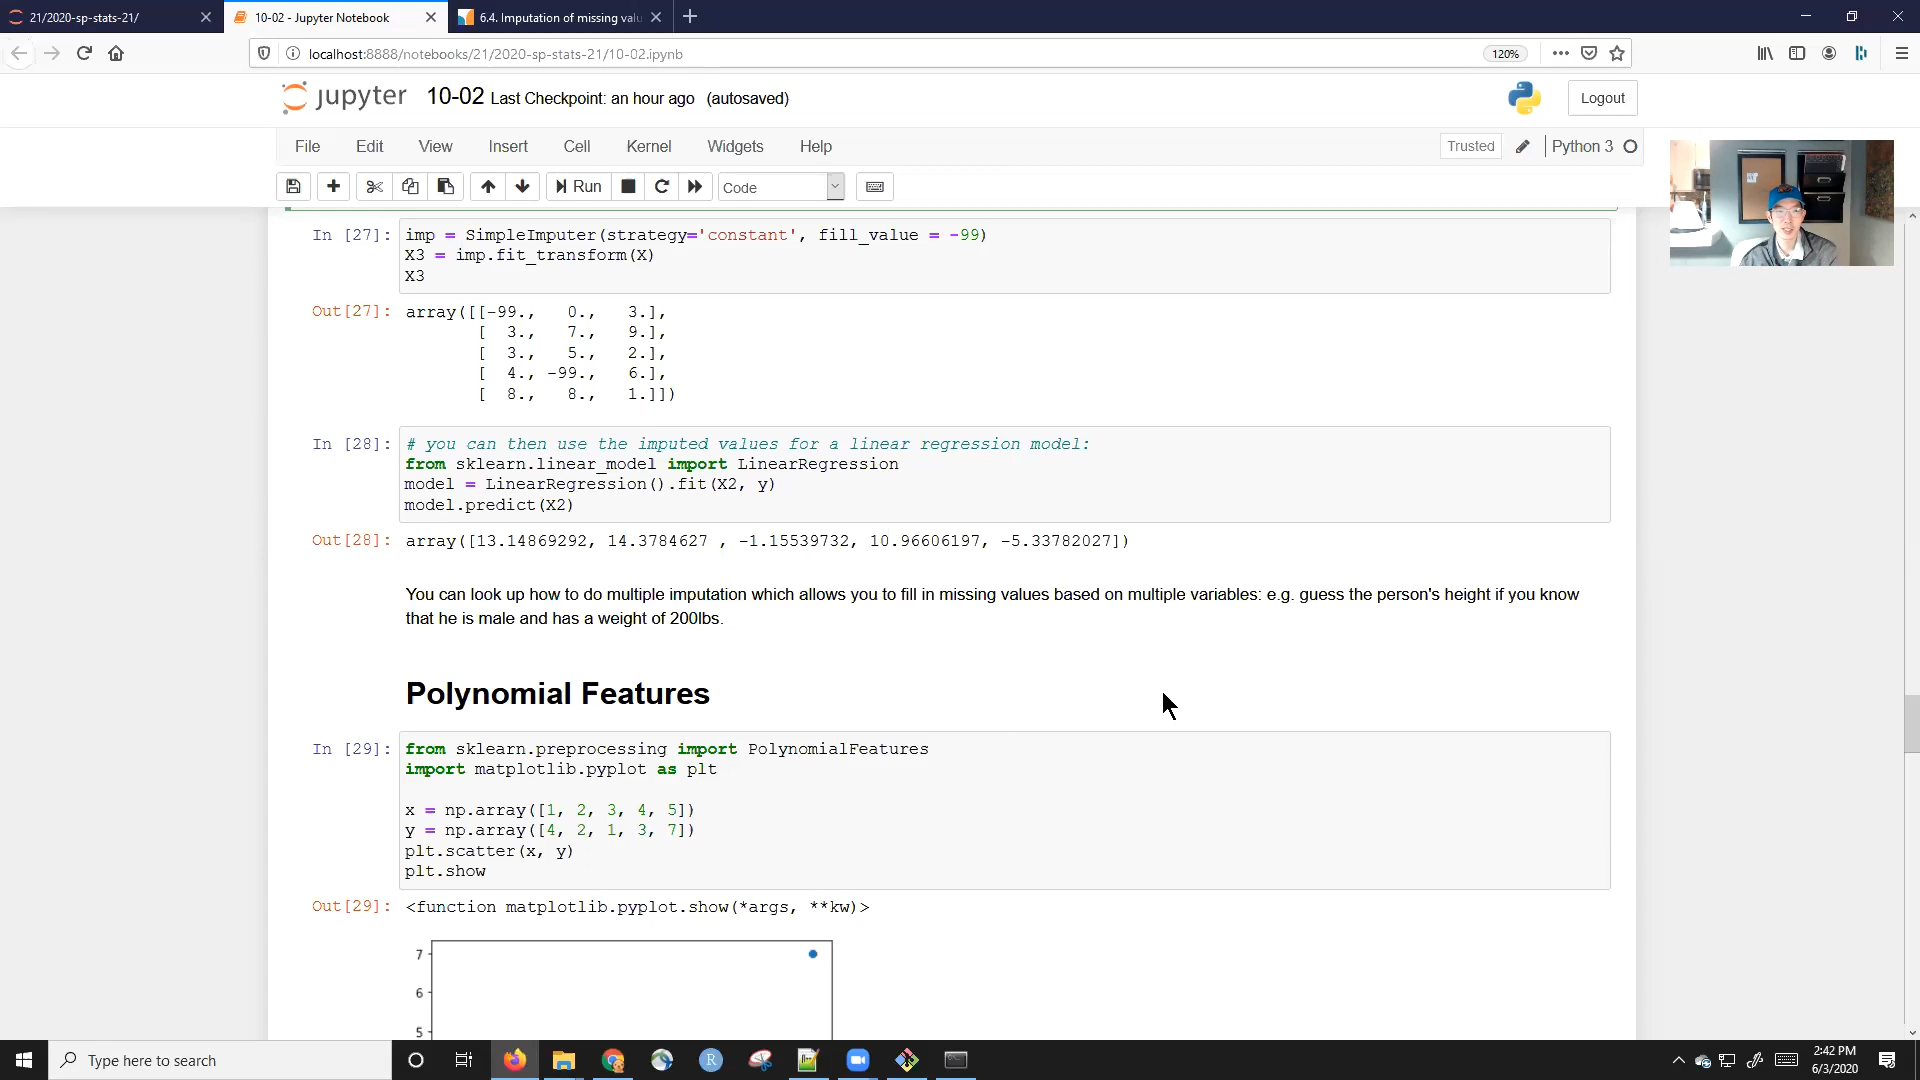 21/2020-sp-stats-21/
10-02 - Jupyter Notebook
6.4. Imputation of missing valu
localhost:8888/notebooks/21/2020-sp-stats-21/10-02.ipynb
120%
jupyter 10-02 Last Checkpoint: an hour ago (autosaved)
Logout
File Edit View Insert Cell Kernel Widgets Help
Trusted
Python 3
Run
Code
In [27]: imp = SimpleImputer(strategy='constant', fill_value = -99)
X3 = imp.fit_transform(X)
X3
Out[27]: array([[-99., 0., 3.],
[ 3., 7., 9.],
[ 3., 5., 2.],
[ 4., -99., 6.],
[ 8., 8., 1.]])
In [28]: # you can then use the imputed values for a linear regression model:
from sklearn.linear_model import LinearRegression
model = LinearRegression().fit(X2, y)
model.predict(X2)
Out[28]: array([13.14869292, 14.3784627 , -1.15539732, 10.96606197, -5.33782027])
You can look up how to do multiple imputation which allows you to fill in missing values based on multiple variables: e.g. guess the person's height if you know
that he is male and has a weight of 200lbs.
Polynomial Features
In [29]: from sklearn.preprocessing import PolynomialFeatures
import matplotlib.pyplot as plt
x = np.array([1, 2, 3, 4, 5])
y = np.array([4, 2, 1, 3, 7])
plt.scatter(x, y)
plt.show
Out[29]: <function matplotlib.pyplot.show(*args, **kw)>
7
6
5
Type here to search
2:42 PM
6/3/2020